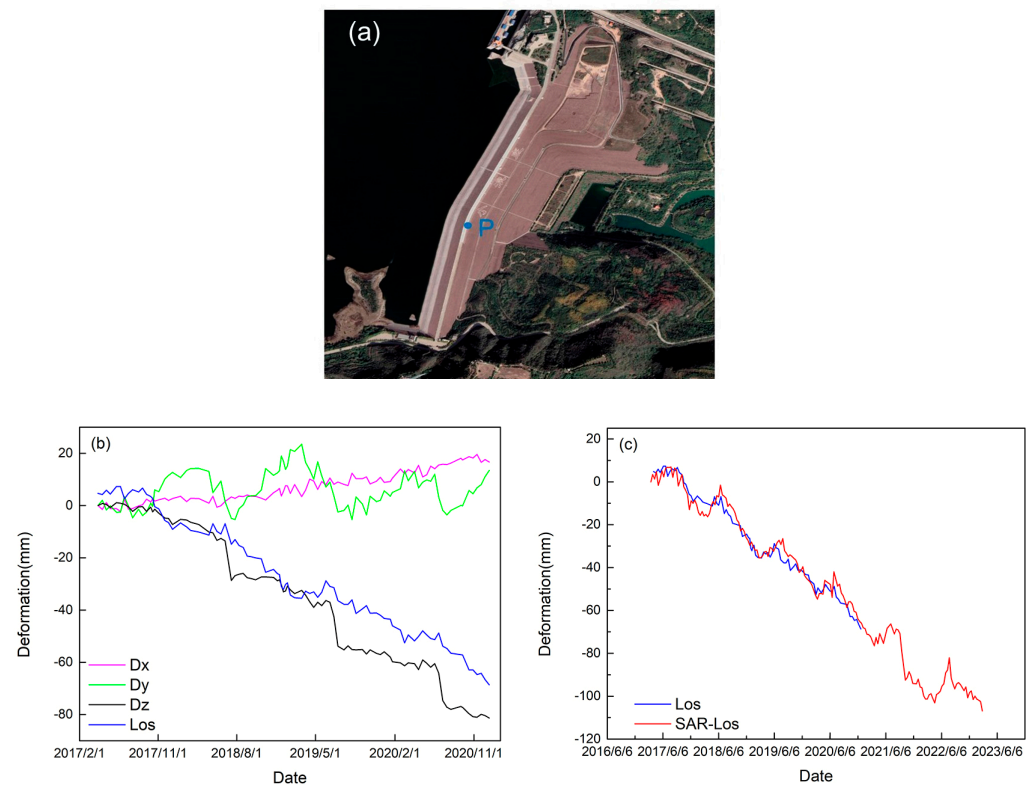 (a)
P
(b)
20
0
-20
-40
-60
-80
Deformation(mm)
Dx
Dy
Dz
Los
2017/2/1 2017/11/1 2018/8/1 2019/5/1 2020/2/1 2020/11/1
Date
(c)
20
0
-20
-40
-60
-80
-100
-120
Deformation(mm)
Los
SAR-Los
2016/6/6 2017/6/6 2018/6/6 2019/6/6 2020/6/6 2021/6/6 2022/6/6 2023/6/6
Date